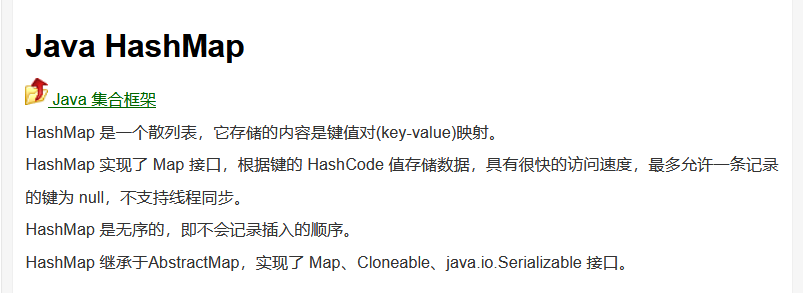 Java HashMap
Java 集合框架
HashMap 是一个散列表，它存储的内容是键值对(key-value)映射。
HashMap 实现了 Map 接口，根据键的 HashCode 值存储数据，具有很快的访问速度，最多允许一条记录
的键为 null，不支持线程同步。
HashMap 是无序的，即不会记录插入的顺序。
HashMap 继承于AbstractMap，实现了 Map、Cloneable、java.io.Serializable 接口。